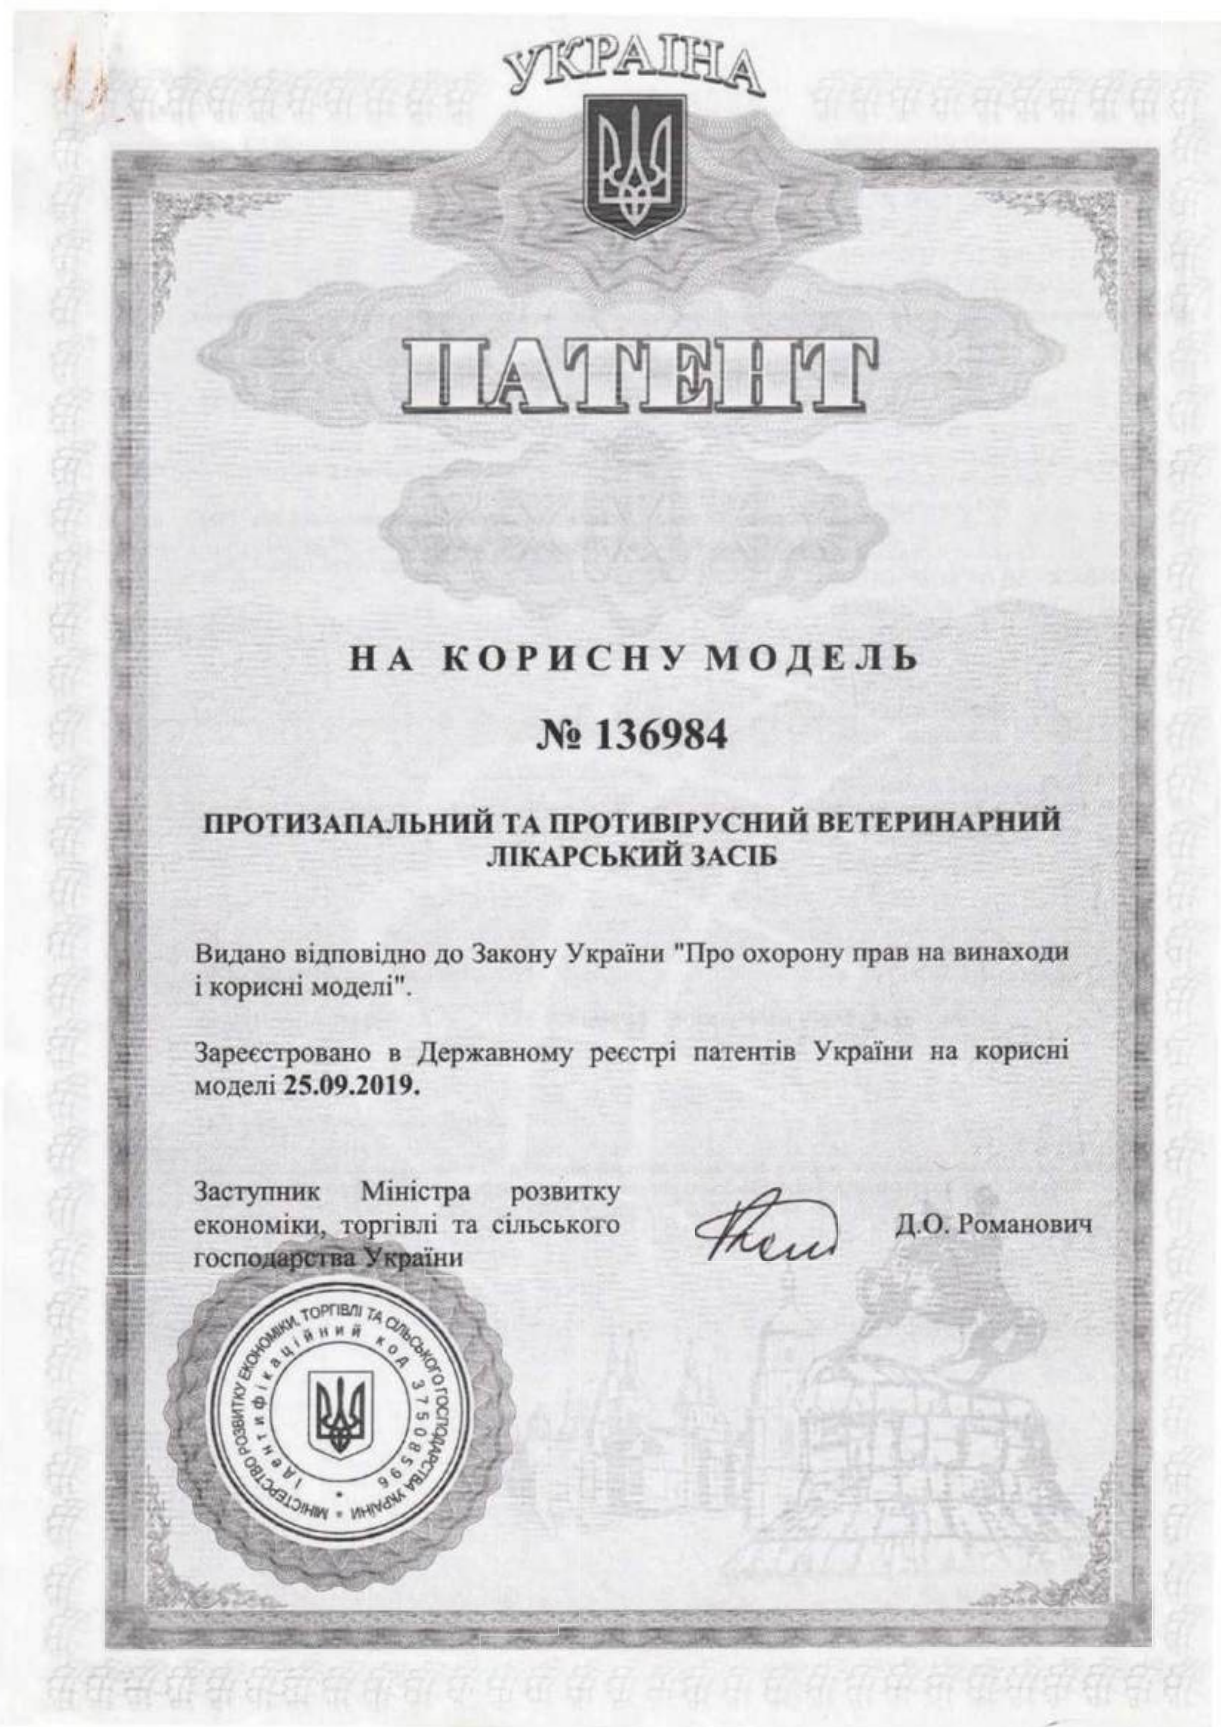 УКРАЇНА
ПАТЕНТ
НА КОРИСНУ МОДЕЛЬ
№ 136984
ПРОТИЗАПАЛЬНИЙ ТА ПРОТИВІРУСНИЙ ВЕТЕРИНАРНИЙ
ЛІКАРСЬКИЙ ЗАСІБ
Видано відповідно до Закону України "Про охорону прав на винаходи
і корисні моделі".
Зареєстровано в Державному реєстрі патентів України на корисні
моделі 25.09.2019.
Заступник Міністра розвитку
економіки, торгівлі та сільського
господарства України
Д.О. Романович
МІНІСТЕРСТВО РОЗВИТКУ ЕКОНОМІКИ, ТОРГІВЛІ ТА СІЛЬСЬКОГО ГОСПОДАРСТВА УКРАЇНИ *
Ідентифікаційний код 37508596 *